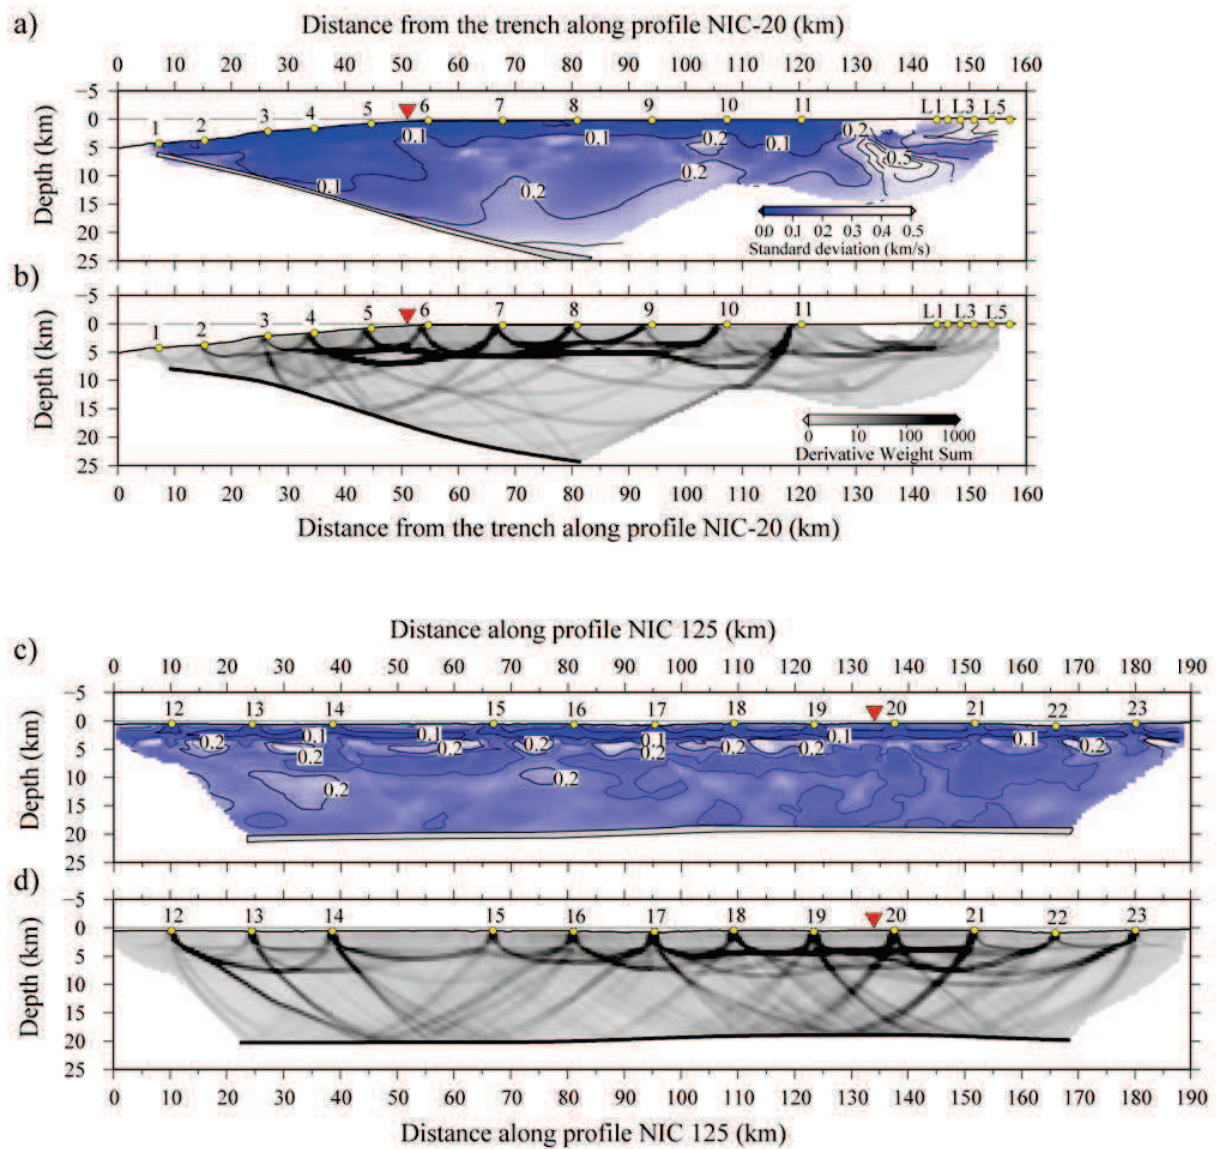 a)
Distance from the trench along profile NIC-20 (km)
0 10 20 30 40 50 60 70 80 90 100 110 120 130 140 150 160
Depth (km)
−5
0
5
10
15
20
25
1 2 3 4 5 6 7 8 9 10 11 L1 L3 L5
0.1 0.1 0.1 0.2 0.1 0.2 0.5 0.2 0.2
0.0 0.1 0.2 0.3 0.4 0.5
Standard deviation (km/s)
b)
Depth (km)
−5
0
5
10
15
20
25
1 2 3 4 5 6 7 8 9 10 11 L1 L3 L5
0 10 100 1000
Derivative Weight Sum
0 10 20 30 40 50 60 70 80 90 100 110 120 130 140 150 160
Distance from the trench along profile NIC-20 (km)
Distance along profile NIC 125 (km)
c)
0 10 20 30 40 50 60 70 80 90 100 110 120 130 140 150 160 170 180 190
Depth (km)
−5
0
5
10
15
20
25
12 13 14 15 16 17 18 19 20 21 22 23
0.2 0.1 0.2 0.1 0.2 0.2 0.1 0.2 0.2 0.2 0.1 0.1 0.2
0.2 0.2
d)
Depth (km)
−5
0
5
10
15
20
25
12 13 14 15 16 17 18 19 20 21 22 23
0 10 20 30 40 50 60 70 80 90 100 110 120 130 140 150 160 170 180 190
Distance along profile NIC 125 (km)